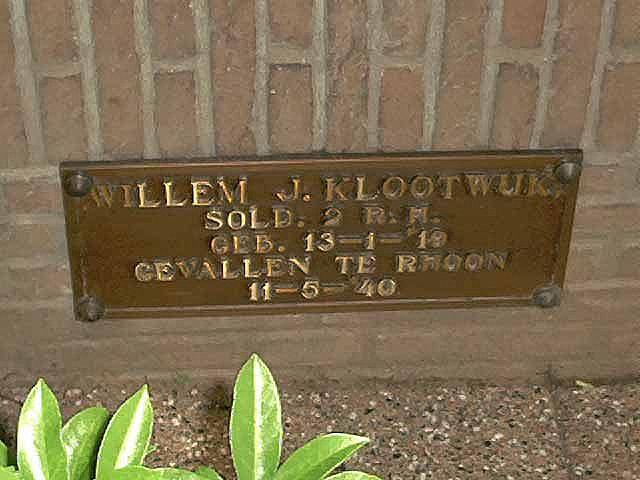 WILLEM J. KLOOTWIJK,
SOLD. 2 R.H.
GEB. 13-1-'19
GEVALLEN TE RHOON
11-5-'40